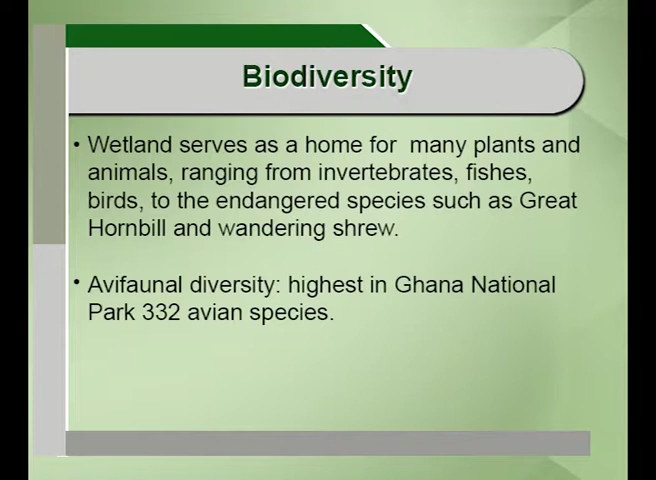 Biodiversity
• Wetland serves as a home for many plants and
animals, ranging from invertebrates, fishes,
birds, to the endangered species such as Great
Hornbill and wandering shrew.
• Avifaunal diversity: highest in Ghana National
Park 332 avian species.